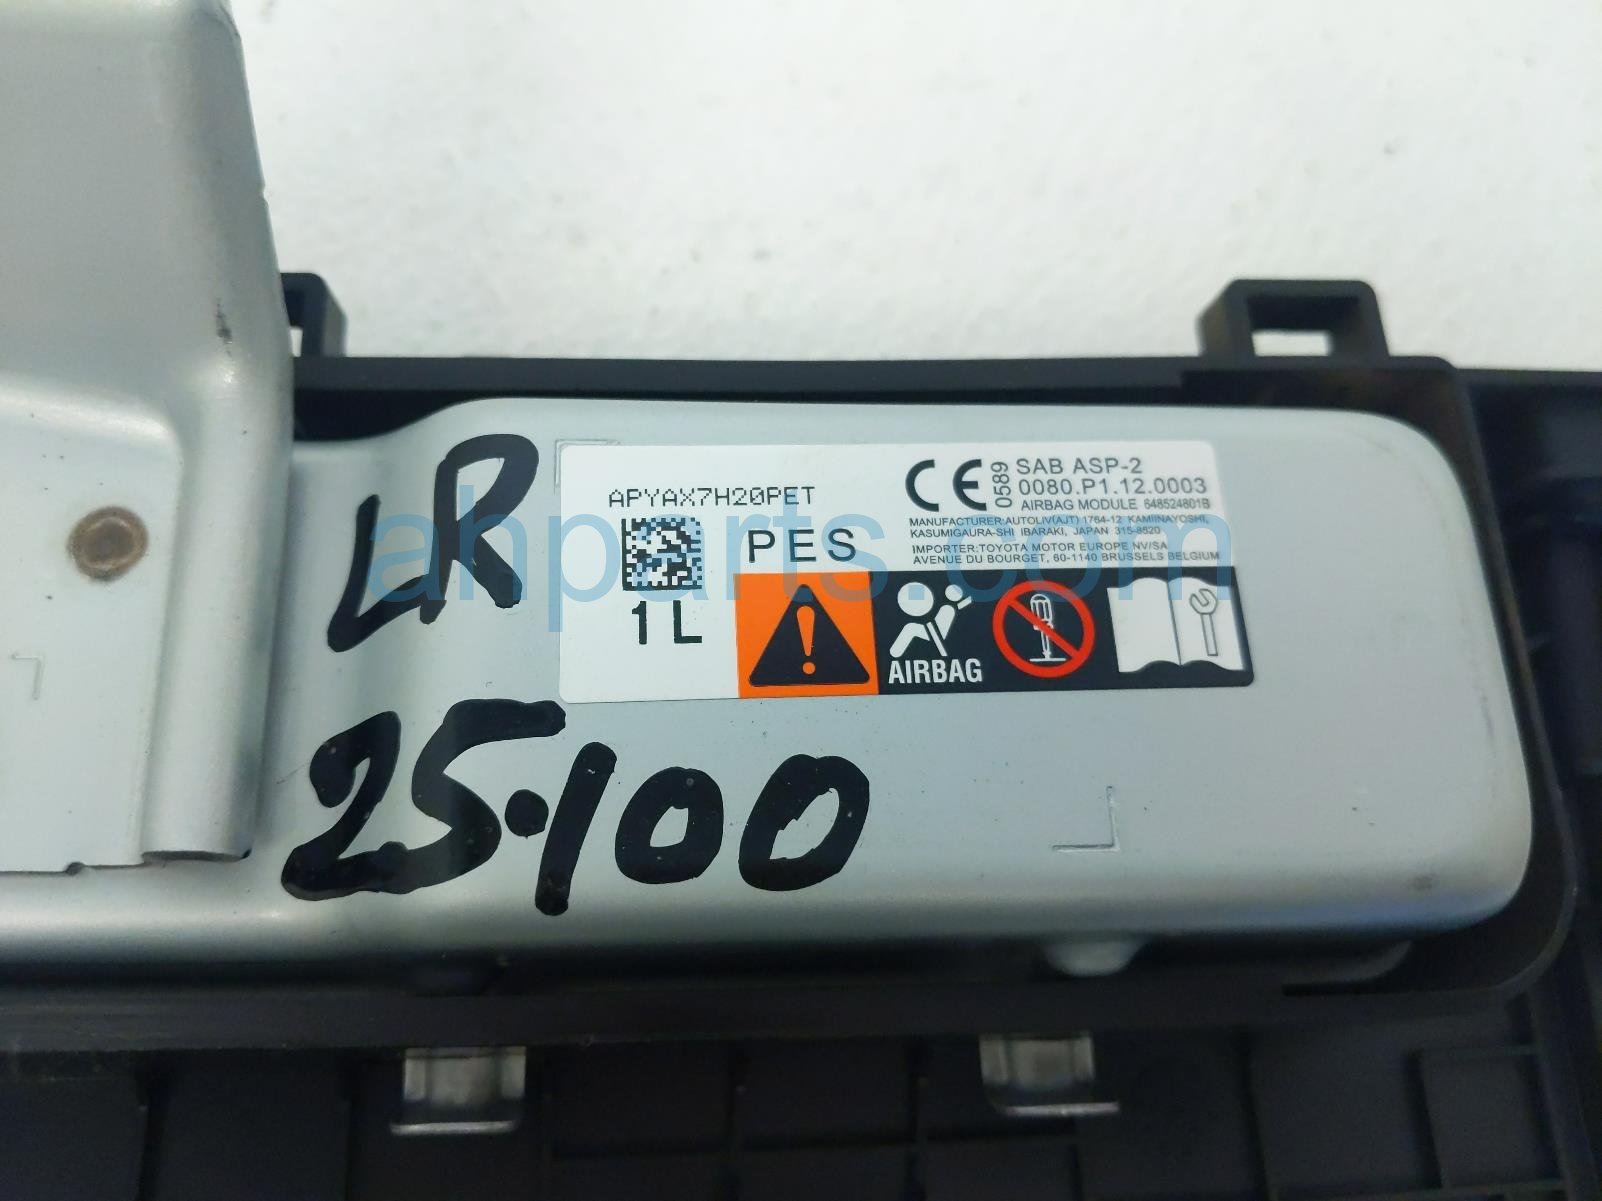 LR
25.100
APYAX7H20PET
PES
1L
CE 0589
SAB ASP-2
0080.P1.12.0003
AIRBAG MODULE 648524801B
MANUFACTURER:AUTOLIV(AJT) 1764-12 KAMIINAYOSHI,
KASUMIGAURA-SHI IBARAKI, JAPAN 315-8520
IMPORTER:TOYOTA MOTOR EUROPE NV/SA
AVENUE DU BOURGET, 60-1140 BRUSSELS BELGIUM
AIRBAG
ahparts.com